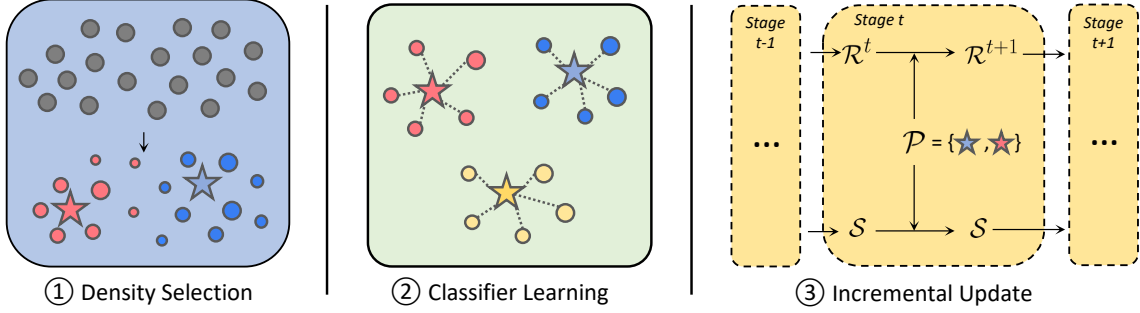 Stage
t-1
...
Stage t
R^t
R^{t+1}
P = {★,★}
S
S
Stage
t+1
...
① Density Selection
② Classifier Learning
③ Incremental Update